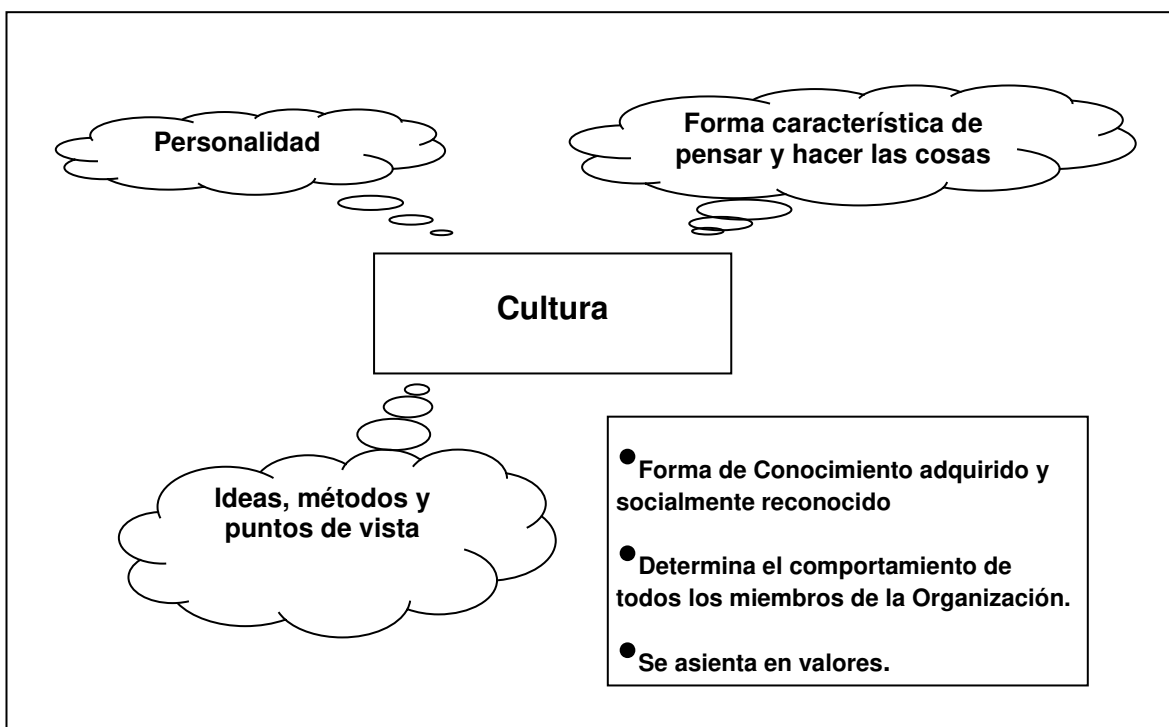 Personalidad
Forma característica de
pensar y hacer las cosas
Cultura
Ideas, métodos y
puntos de vista
●Forma de Conocimiento adquirido y
socialmente reconocido
●Determina el comportamiento de
todos los miembros de la Organización.
●Se asienta en valores.